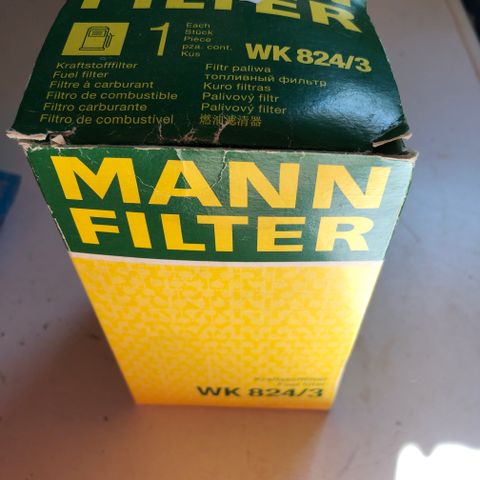 FILTER
1
Each
Stück
Pièce
pza. cont.
Kus
WK 824/3
Kraftstofffilter
Fuel filter
Filtre à carburant
Filtro de combustible
Filtro carburante
Filtro de combustível
Filtr paliwa
топливный фильтр
Kuro filtras
Palivový filtr
Palivový filter
燃油滤清器
MANN
FILTER
Kraftstofffilter
Fuel filter
WK 824/3